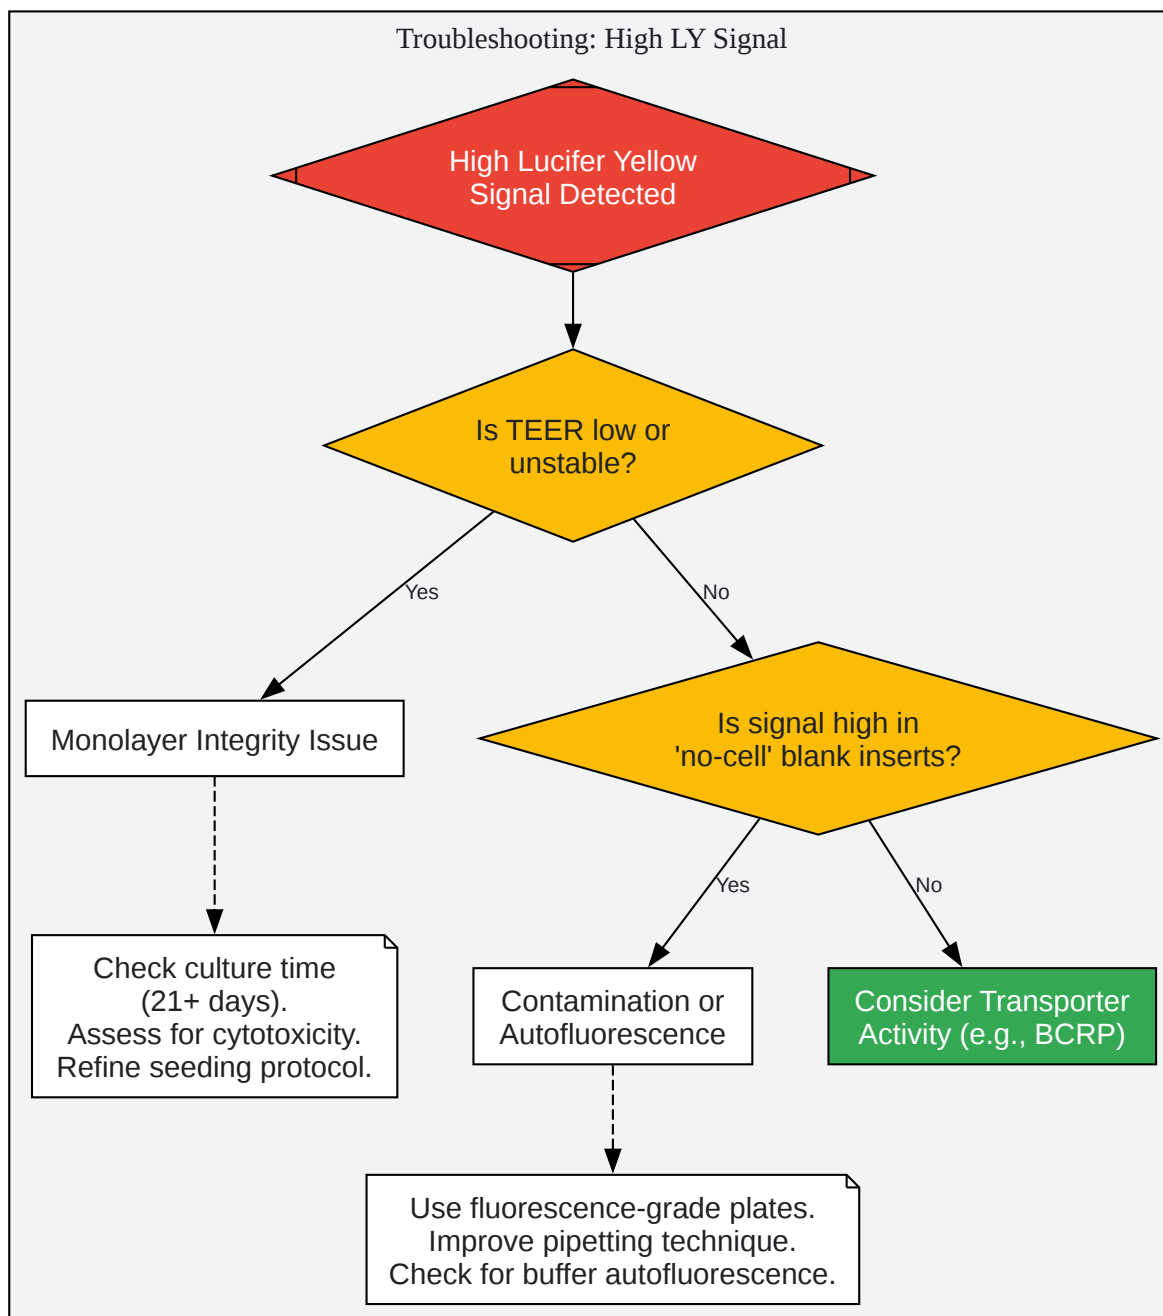 Troubleshooting: High LY Signal
High Lucifer Yellow
Signal Detected
Is TEER low or
unstable?
Yes
No
Monolayer Integrity Issue
Is signal high in
'no-cell' blank inserts?
Yes
No
Check culture time
(21+ days).
Assess for cytotoxicity.
Refine seeding protocol.
Contamination or
Autofluorescence
Consider Transporter
Activity (e.g., BCRP)
Use fluorescence-grade plates.
Improve pipetting technique.
Check for buffer autofluorescence.